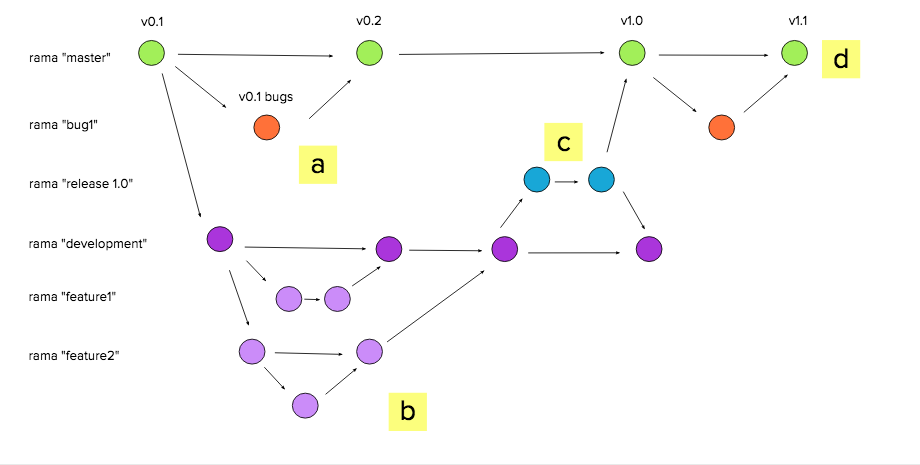 v0.1
v0.2
v1.0
v1.1
rama "master"
d
v0.1 bugs
rama "bug1"
c
a
rama "release 1.0"
rama "development"
rama "feature1"
rama "feature2"
b